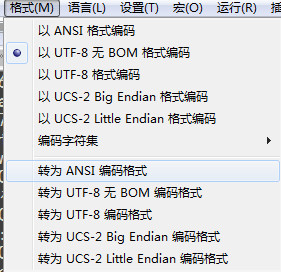 格式(M) 语言(L) 设置(T) 宏(O) 运行(R)
以 ANSI 格式编码
以 UTF-8 无 BOM 格式编码
以 UTF-8 格式编码
以 UCS-2 Big Endian 格式编码
以 UCS-2 Little Endian 格式编码
编码字符集
转为 ANSI 编码格式
转为 UTF-8 无 BOM 编码格式
转为 UTF-8 编码格式
转为 UCS-2 Big Endian 编码格式
转为 UCS-2 Little Endian 编码格式